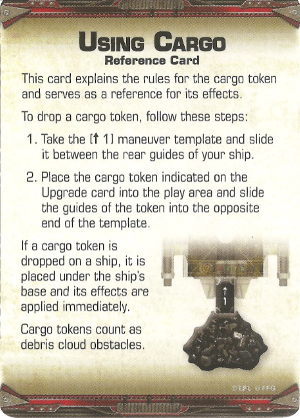 Using Cargo
Reference Card
This card explains the rules for the cargo token
and serves as a reference for its effects.
To drop a cargo token, follow these steps:
1. Take the [↑ 1] maneuver template and slide
it between the rear guides of your ship.
2. Place the cargo token indicated on the
Upgrade card into the play area and slide
the guides of the token into the opposite
end of the template.
If a cargo token is
dropped on a ship, it is
placed under the ship's
base and its effects are
applied immediately.
Cargo tokens count as
debris cloud obstacles.
1
© LFL © FFG